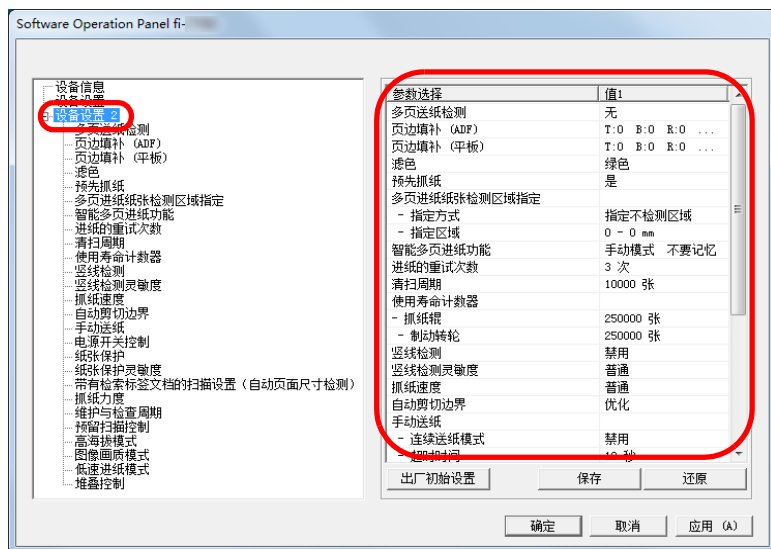 Software Operation Panel fi-
设备信息
设备设置
设备设置 2
多页送纸检测
页边填补 (ADF)
页边填补 (平板)
滤色
预先抓纸
多页进纸纸张检测区域指定
智能多页进纸功能
进纸的重试次数
清扫周期
使用寿命计数器
竖线检测
竖线检测灵敏度
抓纸速度
自动剪切边界
手动送纸
电源开关控制
纸张保护
纸张保护灵敏度
带有检索标签文档的扫描设置(自动页面尺寸检测)
抓纸力度
维护与检查周期
预留扫描控制
高海拔模式
图像画质模式
低速进纸模式
堆叠控制
参数选择 值1
多页送纸检测 无
页边填补 (ADF) T:0 B:0 R:0 ...
页边填补 (平板) T:0 B:0 R:0 ...
滤色 绿色
预先抓纸 是
多页进纸纸张检测区域指定
- 指定方式 指定不检测区域
- 指定区域 0 - 0 mm
智能多页进纸功能 手动模式 不要记忆
进纸的重试次数 3 次
清扫周期 10000 张
使用寿命计数器
- 抓纸辊 250000 张
- 制动转轮 250000 张
竖线检测 禁用
竖线检测灵敏度 普通
抓纸速度 普通
自动剪切边界 优化
手动送纸
- 连续送纸模式 禁用
- 超时时间 10 秒
出厂初始设置 保存 还原
确定 取消 应用 (A)